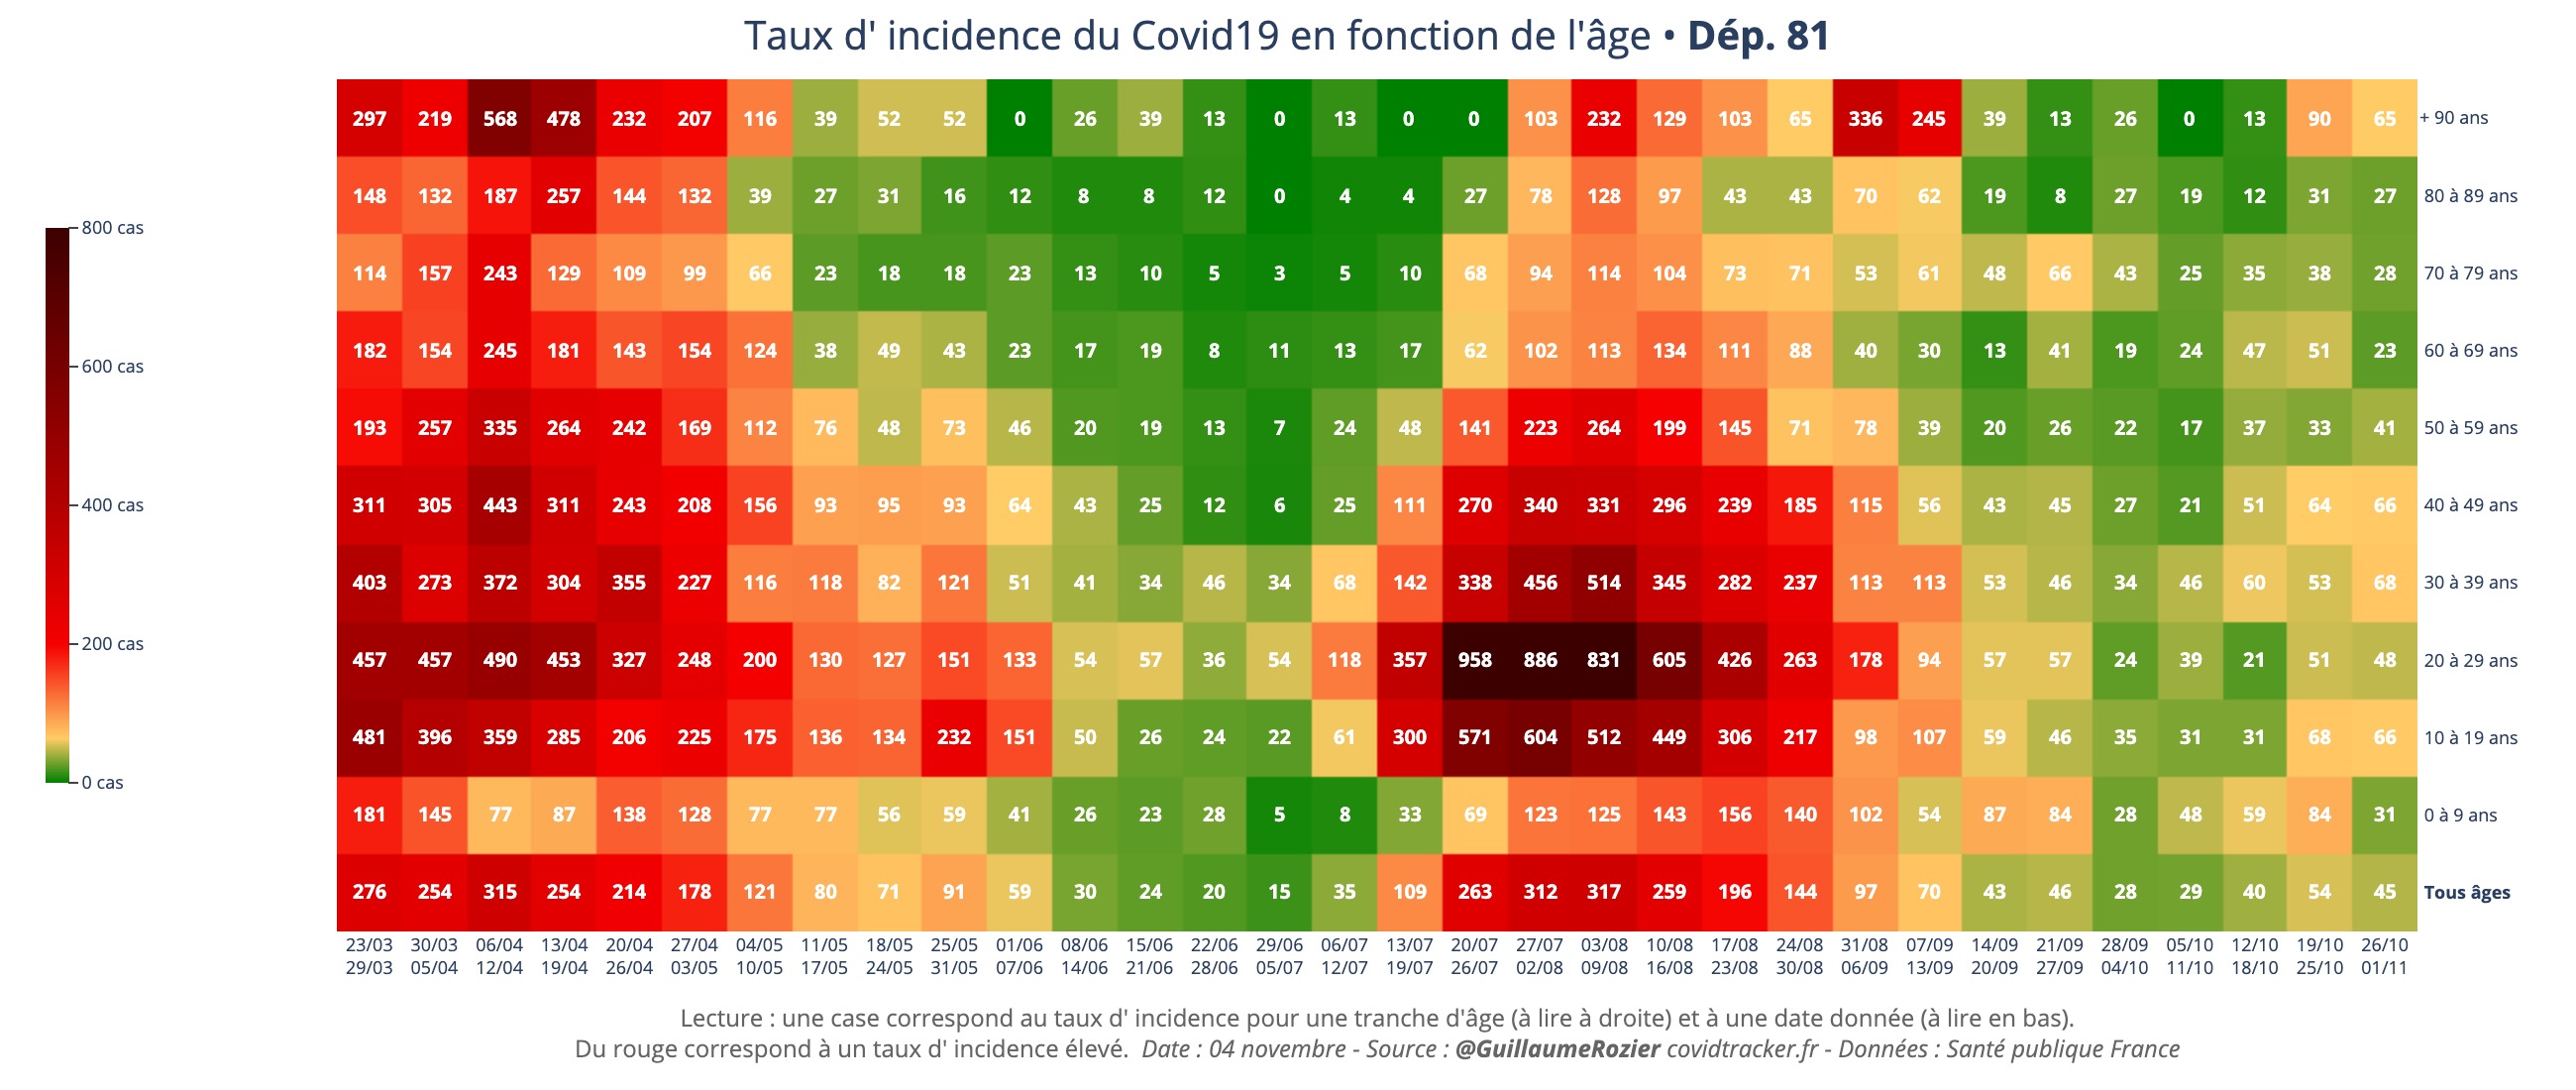 Taux d' incidence du Covid19 en fonction de l'âge • Dép. 81
800 cas
600 cas
400 cas
200 cas
0 cas
297 219 568 478 232 207 116 39 52 52 0 26 39 13 0 13 0 0 103 232 129 103 65 336 245 39 13 26 0 13 90 65 + 90 ans
148 132 187 257 144 132 39 27 31 16 12 8 8 12 0 4 4 27 78 128 97 43 43 70 62 19 8 27 19 12 31 27 80 à 89 ans
114 157 243 129 109 99 66 23 18 18 23 13 10 5 3 5 10 68 94 114 104 73 71 53 61 48 66 43 25 35 38 28 70 à 79 ans
182 154 245 181 143 154 124 38 49 43 23 17 19 8 11 13 17 62 102 113 134 111 88 40 30 13 41 19 24 47 51 23 60 à 69 ans
193 257 335 264 242 169 112 76 48 73 46 20 19 13 7 24 48 141 223 264 199 145 71 78 39 20 26 22 17 37 33 41 50 à 59 ans
311 305 443 311 243 208 156 93 95 93 64 43 25 12 6 25 111 270 340 331 296 239 185 115 56 43 45 27 21 51 64 66 40 à 49 ans
403 273 372 304 355 227 116 118 82 121 51 41 34 46 34 68 142 338 456 514 345 282 237 113 113 53 46 34 46 60 53 68 30 à 39 ans
457 457 490 453 327 248 200 130 127 151 133 54 57 36 54 118 357 958 886 831 605 426 263 178 94 57 57 24 39 21 51 48 20 à 29 ans
481 396 359 285 206 225 175 136 134 232 151 50 26 24 22 61 300 571 604 512 449 306 217 98 107 59 46 35 31 31 68 66 10 à 19 ans
181 145 77 87 138 128 77 77 56 59 41 26 23 28 5 8 33 69 123 125 143 156 140 102 54 87 84 28 48 59 84 31 0 à 9 ans
276 254 315 254 214 178 121 80 71 91 59 30 24 20 15 35 109 263 312 317 259 196 144 97 70 43 46 28 29 40 54 45 Tous âges
23/03 30/03 06/04 13/04 20/04 27/04 04/05 11/05 18/05 25/05 01/06 08/06 15/06 22/06 29/06 06/07 13/07 20/07 27/07 03/08 10/08 17/08 24/08 31/08 07/09 14/09 21/09 28/09 05/10 12/10 19/10 26/10
29/03 05/04 12/04 19/04 26/04 03/05 10/05 17/05 24/05 31/05 07/06 14/06 21/06 28/06 05/07 12/07 19/07 26/07 02/08 09/08 16/08 23/08 30/08 06/09 13/09 20/09 27/09 04/10 11/10 18/10 25/10 01/11
Lecture : une case correspond au taux d' incidence pour une tranche d'âge (à lire à droite) et à une date donnée (à lire en bas).
Du rouge correspond à un taux d' incidence élevé. Date : 04 novembre - Source : @GuillaumeRozier covidtracker.fr - Données : Santé publique France